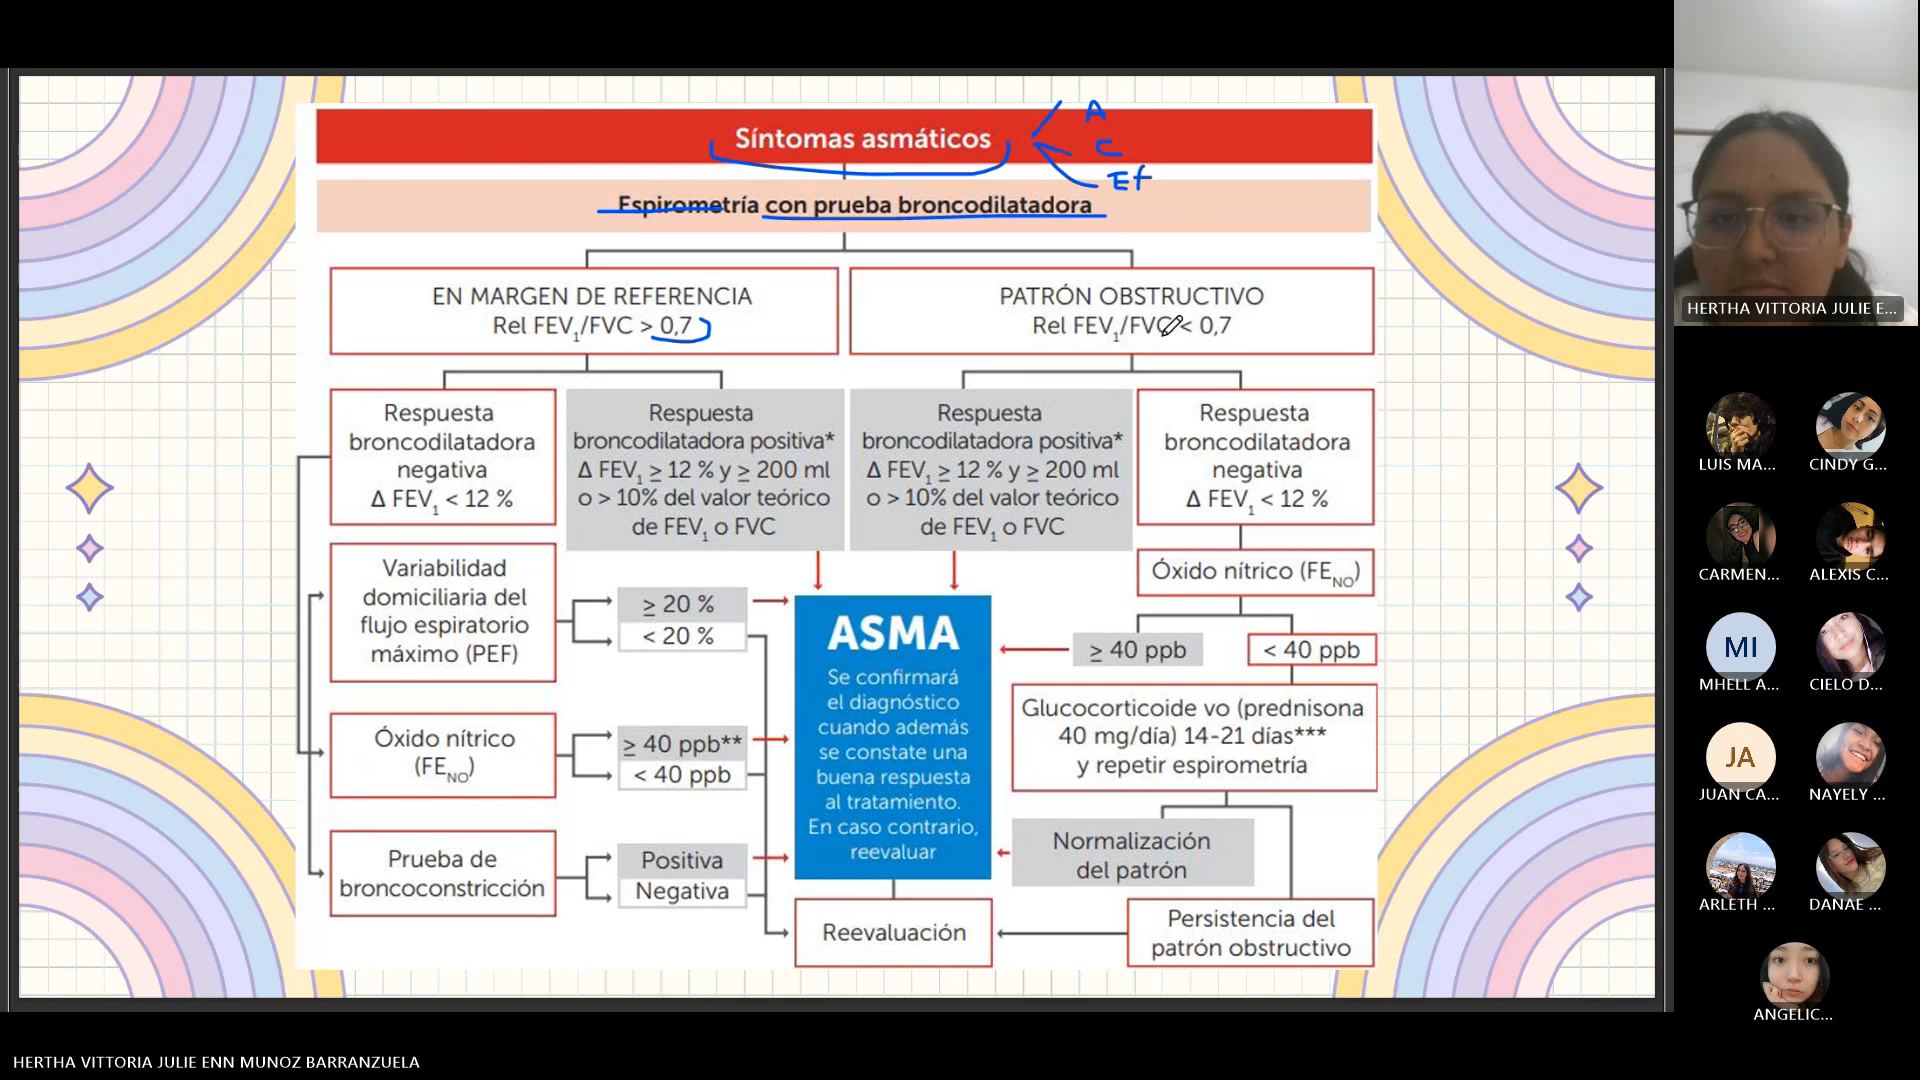 Síntomas asmáticos
A
C
Ef
Espirometría con prueba broncodilatadora
EN MARGEN DE REFERENCIA
Rel FEV₁/FVC > 0,7
PATRÓN OBSTRUCTIVO
Rel FEV₁/FVC < 0,7
Respuesta
broncodilatadora
negativa
Δ FEV₁ < 12 %
Respuesta
broncodilatadora positiva*
Δ FEV₁ ≥ 12 % y ≥ 200 ml
o > 10% del valor teórico
de FEV₁ o FVC
Respuesta
broncodilatadora positiva*
Δ FEV₁ ≥ 12 % y ≥ 200 ml
o > 10% del valor teórico
de FEV₁ o FVC
Respuesta
broncodilatadora
negativa
Δ FEV₁ < 12 %
Variabilidad
domiciliaria del
flujo espiratorio
máximo (PEF)
≥ 20 %
< 20 %
Óxido nítrico
(FENO)
≥ 40 ppb**
< 40 ppb
Prueba de
broncoconstricción
Positiva
Negativa
ASMA
Se confirmará
el diagnóstico
cuando además
se constate una
buena respuesta
al tratamiento.
En caso contrario,
reevaluar
Reevaluación
Óxido nítrico (FENO)
≥ 40 ppb
< 40 ppb
Glucocorticoide vo (prednisona
40 mg/día) 14-21 días***
y repetir espirometría
Normalización
del patrón
Persistencia del
patrón obstructivo
HERTHA VITTORIA JULIE E...
LUIS MA...
CINDY G...
CARMEN...
ALEXIS C...
MI
MHELL A...
CIELO D...
JA
JUAN CA...
NAYELY ...
ARLETH ...
DANAE ...
ANGELIC...
HERTHA VITTORIA JULIE ENN MUNOZ BARRANZUELA